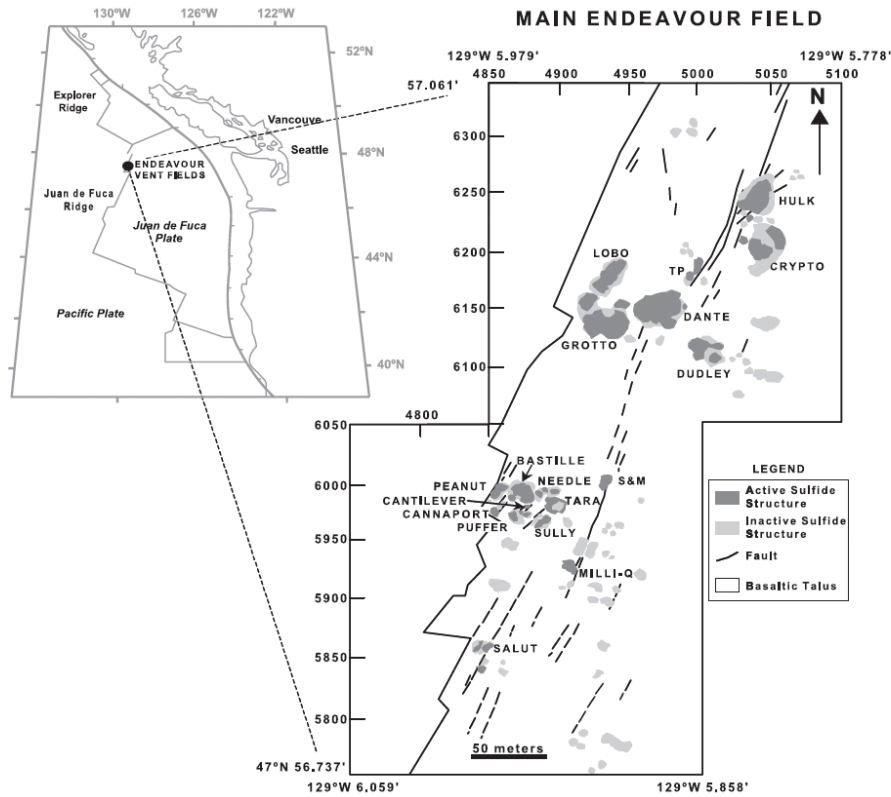 MAIN ENDEAVOUR FIELD
130°W 126°W 122°W
52°N
48°N
44°N
40°N
Explorer
Ridge
Vancouve
Seattle
ENDEAVOUR
VENT FIELDS
Juan de Fuca
Ridge
Juan de Fuca
Plate
Pacific Plate
57.061'
47°N 56.737'
129°W 5.979'
129°W 5.778'
4850 4900 4950 5000 5050 5100
6300
6250
6200
6150
6100
4800
6050
6000
5950
5900
5850
5800
N
HULK
CRYPTO
LOBO
TP
DANTE
GROTTO
DUDLEY
BASTILLE
PEANUT
NEEDLE
S&M
CANTILEVER
TARA
CANNAPORT
PUFFER
SULLY
MILLI-Q
SALUT
50 meters
129°W 6.059'
129°W 5.858'
LEGEND
Active Sulfide
Structure
Inactive Sulfide
Structure
Fault
Basaltic Talus